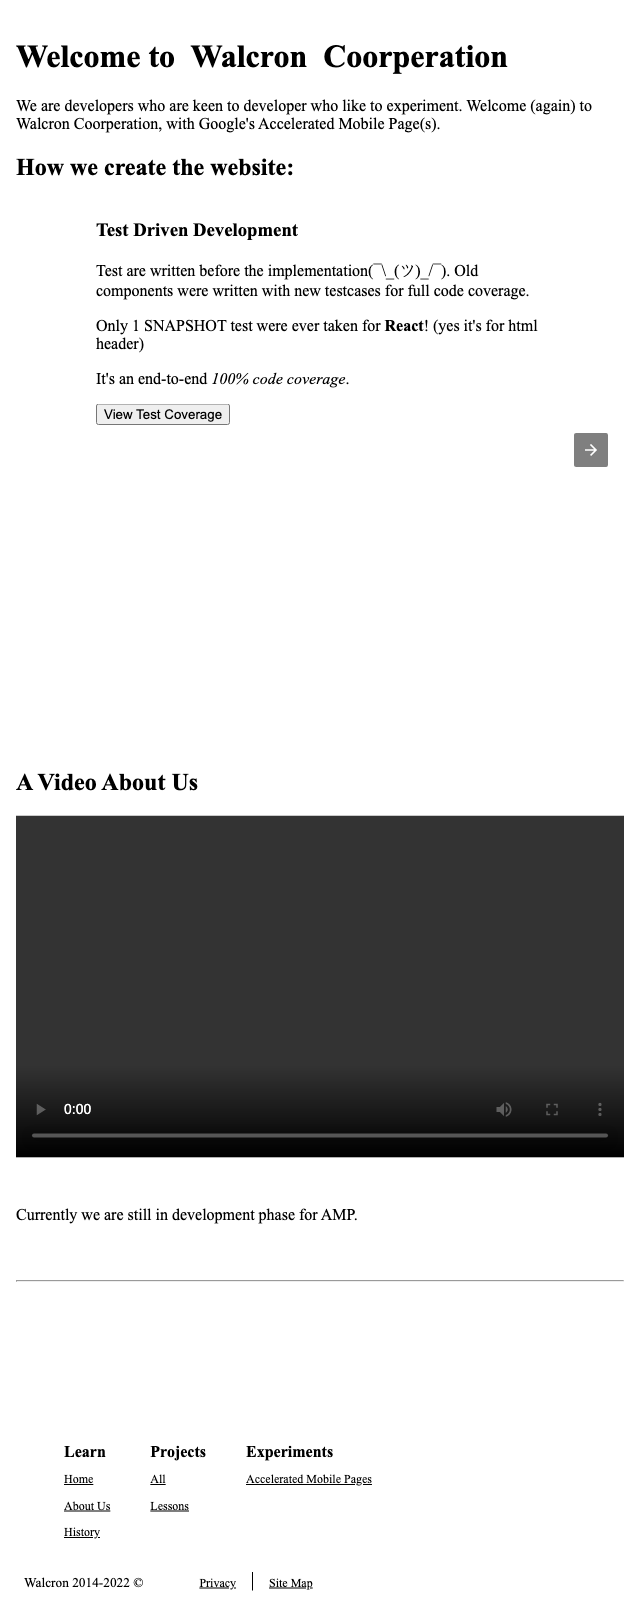 Welcome to Walcron Coorperation
We are developers who are keen to developer who like to experiment. Welcome (again) to
Walcron Coorperation, with Google's Accelerated Mobile Page(s).
How we create the website:
Test Driven Development
Test are written before the implementation(¯\_(ツ)_/¯). Old
components were written with new testcases for full code coverage.
Only 1 SNAPSHOT test were ever taken for React! (yes it's for html
header)
It's an end-to-end 100% code coverage.
View Test Coverage
A Video About Us
0:00
Currently we are still in development phase for AMP.
Learn Projects Experiments
Home All Accelerated Mobile Pages
About Us Lessons
History
Walcron 2014-2022 © Privacy Site Map